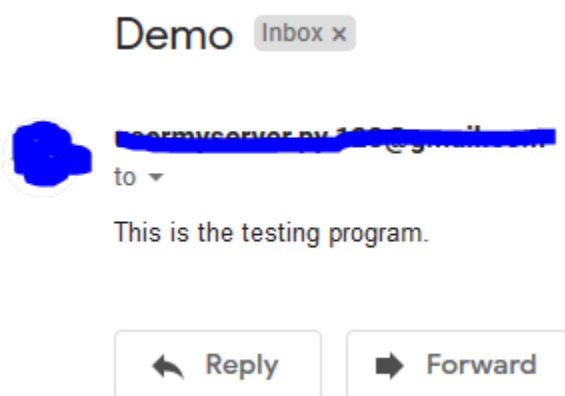 Demo Inbox ×
to
This is the testing program.
Reply Forward